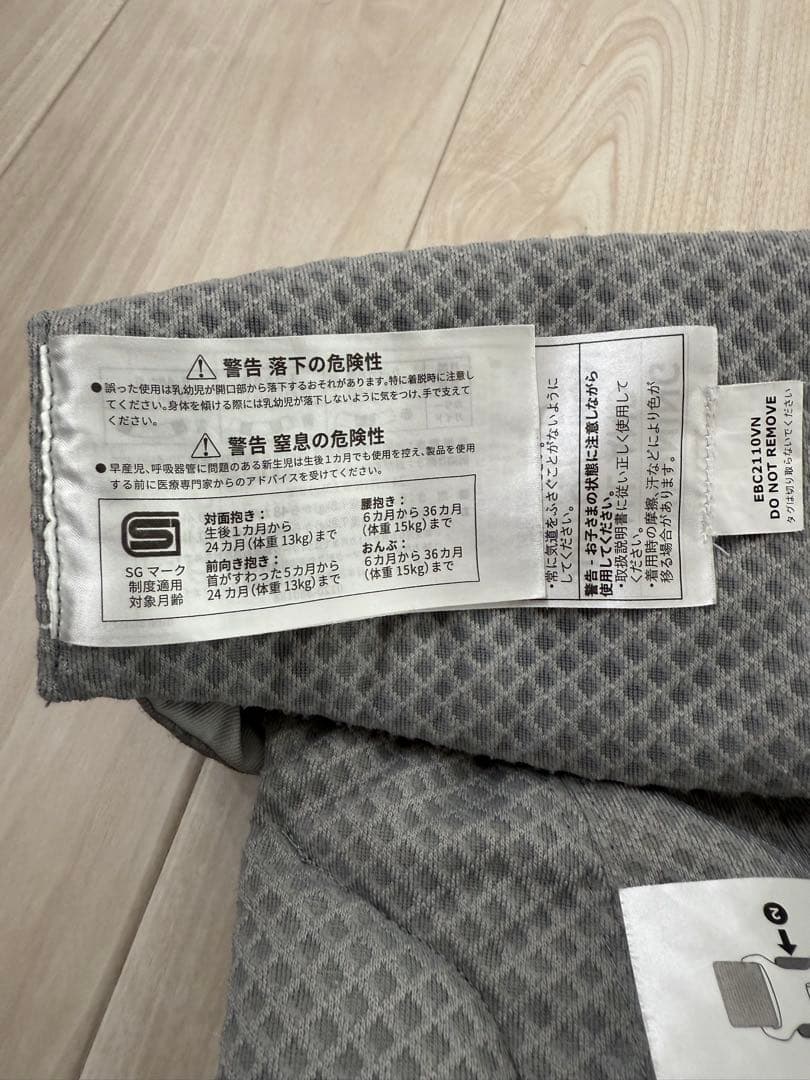 警告 落下の危険性
●誤った使用は乳幼児が開口部から落下するおそれがあります。特に着脱時に注意し
てください。身体を傾ける際には乳幼児が落下しないように気をつけ、手で支えて
ください。
警告 窒息の危険性
●早産児、呼吸器管に問題のある新生児は生後1カ月でも使用を控え、製品を使用
する前に医療専門家からのアドバイスを受けてください。
SG マーク
制度適用
対象月齢
対面抱き：
生後1カ月から
24カ月（体重 13kg）まで
前向き抱き：
首がすわった5カ月から
24カ月（体重 13kg）まで
腰抱き：
6カ月から 36カ月
（体重 15kg）まで
おんぶ：
6カ月から 36カ月
（体重 15kg）まで
・常に気道をふさぐことがないように
してください。
警告 - お子さまの状態に注意しながら
使用してください。
・取扱説明書に従い正しく使用して
ください。
・着用時の摩擦、汗などにより色が
移る場合があります。
EBC2110VN
DO NOT REMOVE
タグは切り取らないでください
2